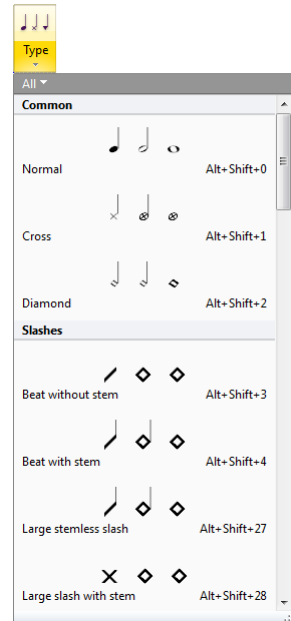 Type
All
Common
Normal Alt+Shift+0
Cross Alt+Shift+1
Diamond Alt+Shift+2
Slashes
Beat without stem Alt+Shift+3
Beat with stem Alt+Shift+4
Large stemless slash Alt+Shift+27
Large slash with stem Alt+Shift+28